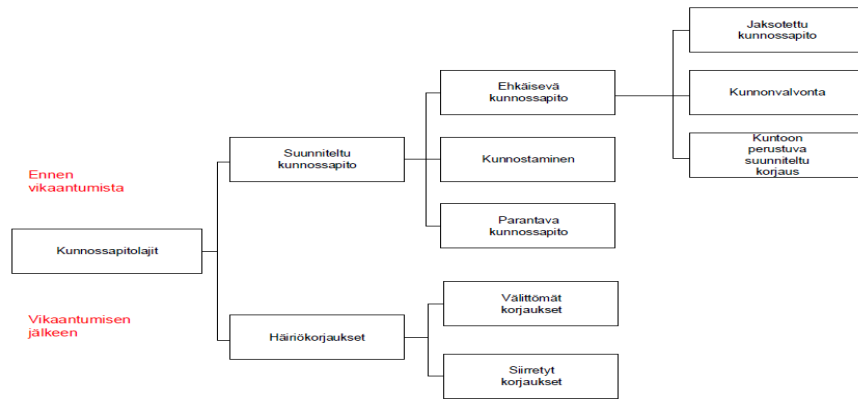 Jaksotettu
kunnossapito
Ehkäisevä
kunnossapito
Kunnonvalvonta
Suunniteltu
kunnossapito
Kunnostaminen
Kuntoon
perustuva
suunniteltu
korjaus
Ennen
vikaantumista
Parantava
kunnossapito
Kunnossapitolajit
Vikaantumisen
jälkeen
Häiriökorjaukset
Välittömät
korjaukset
Siirretyt
korjaukset